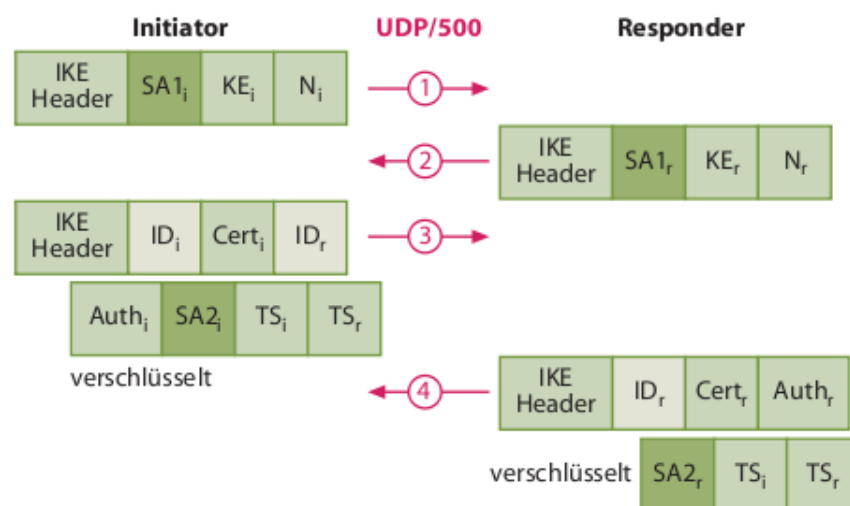 Initiator UDP/500 Responder
IKE Header SA1i KEi Ni
1
2
IKE Header SA1r KEr Nr
IKE Header IDi Certi IDr
3
Authi SA2i TSi TSr
verschlüsselt
4
IKE Header IDr Certr Authr
verschlüsselt SA2r TSi TSr